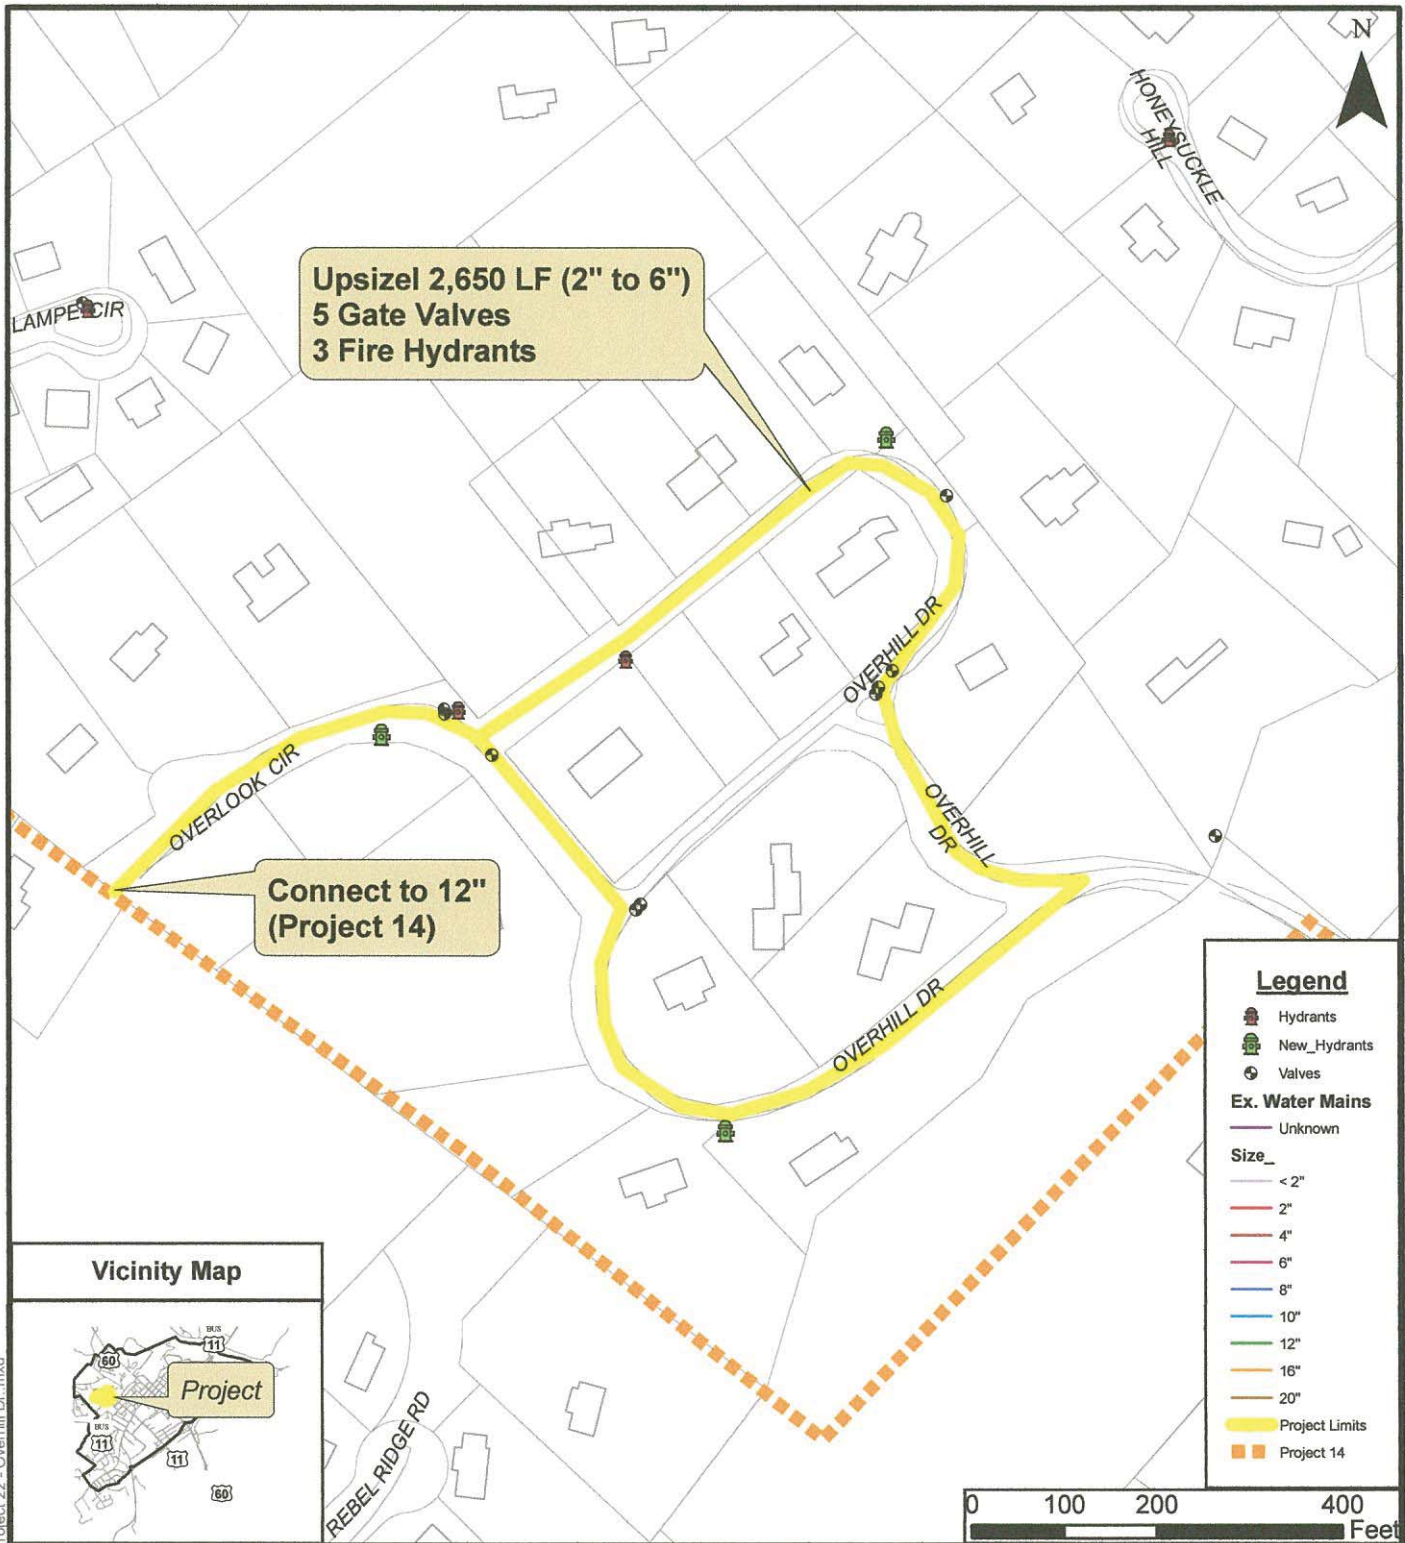 N
HONEYSUCKLE
HILL
Upsizel 2,650 LF (2" to 6")
5 Gate Valves
3 Fire Hydrants
LAMPE CIR
OVERHILL DR
OVERLOOK CIR
OVERHILL
DR
Connect to 12"
(Project 14)
OVERHILL DR
Legend
Hydrants
New_Hydrants
Valves
Ex. Water Mains
Unknown
Size_
< 2"
2"
4"
6"
8"
10"
12"
16"
20"
Project Limits
Project 14
Vicinity Map
BUS
11
60
Project
BUS
11
11
60
REBEL RIDGE RD
0 100 200 400
Feet